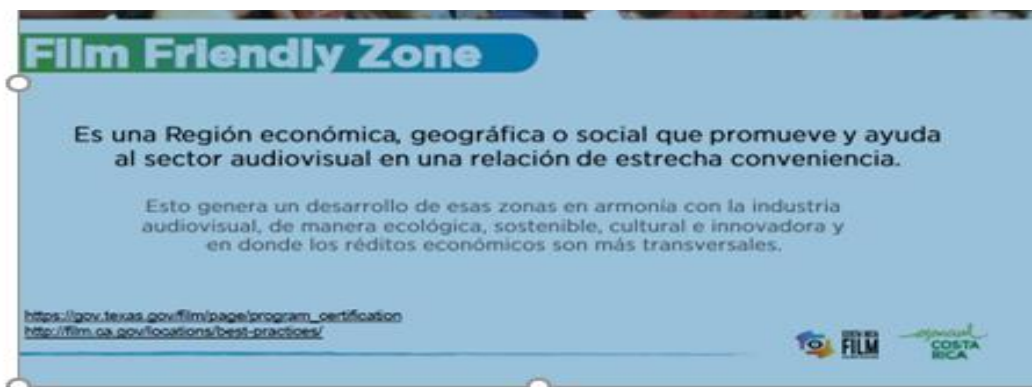 Film Friendly Zone
Es una Región económica, geográfica o social que promueve y ayuda
al sector audiovisual en una relación de estrecha conveniencia.
Esto genera un desarrollo de esas zonas en armonía con la industria
audiovisual, de manera ecológica, sostenible, cultural e innovadora y
en donde los réditos económicos son más transversales.
https://gov.texas.gov/film/page/program_certification
http://film.ca.gov/locations/best-practices/
COSTA RICA
FILM
esencial
COSTA
RICA